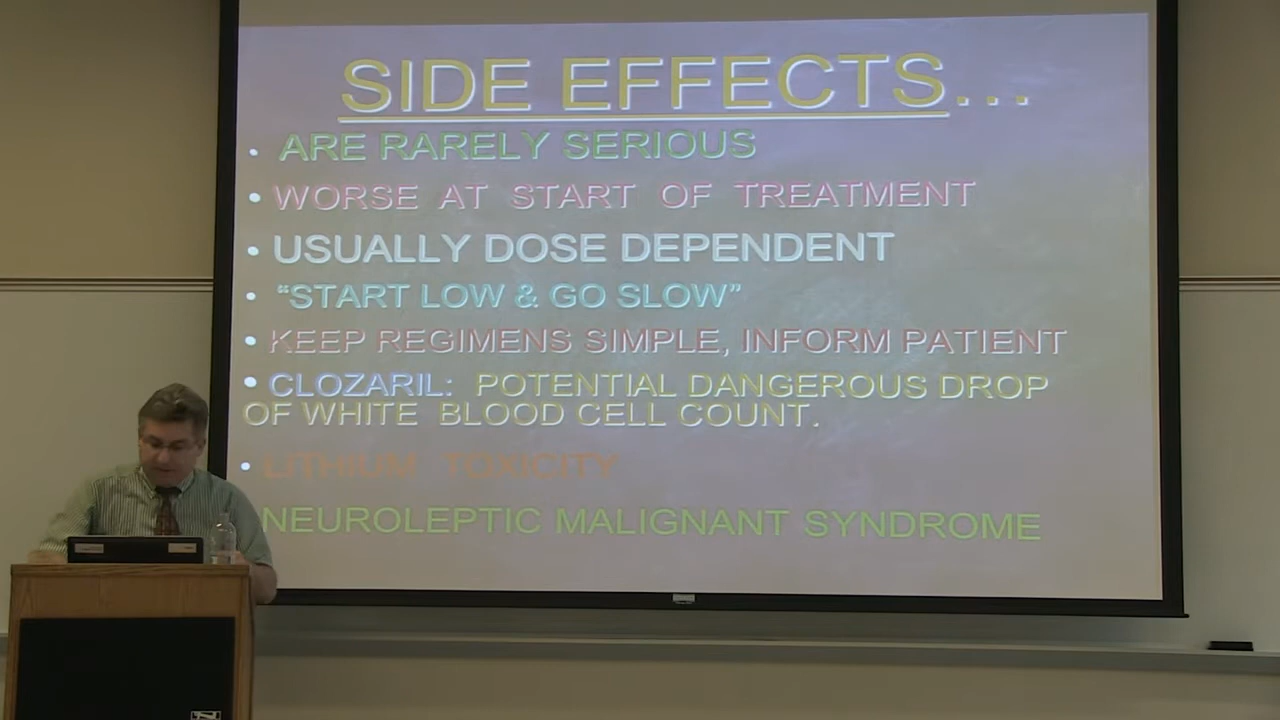 SIDE EFFECTS...
• ARE RARELY SERIOUS
• WORSE AT START OF TREATMENT
• USUALLY DOSE DEPENDENT
• “START LOW & GO SLOW”
• KEEP REGIMENS SIMPLE, INFORM PATIENT
• CLOZARIL: POTENTIAL DANGEROUS DROP
OF WHITE BLOOD CELL COUNT.
• LITHIUM TOXICITY
NEUROLEPTIC MALIGNANT SYNDROME